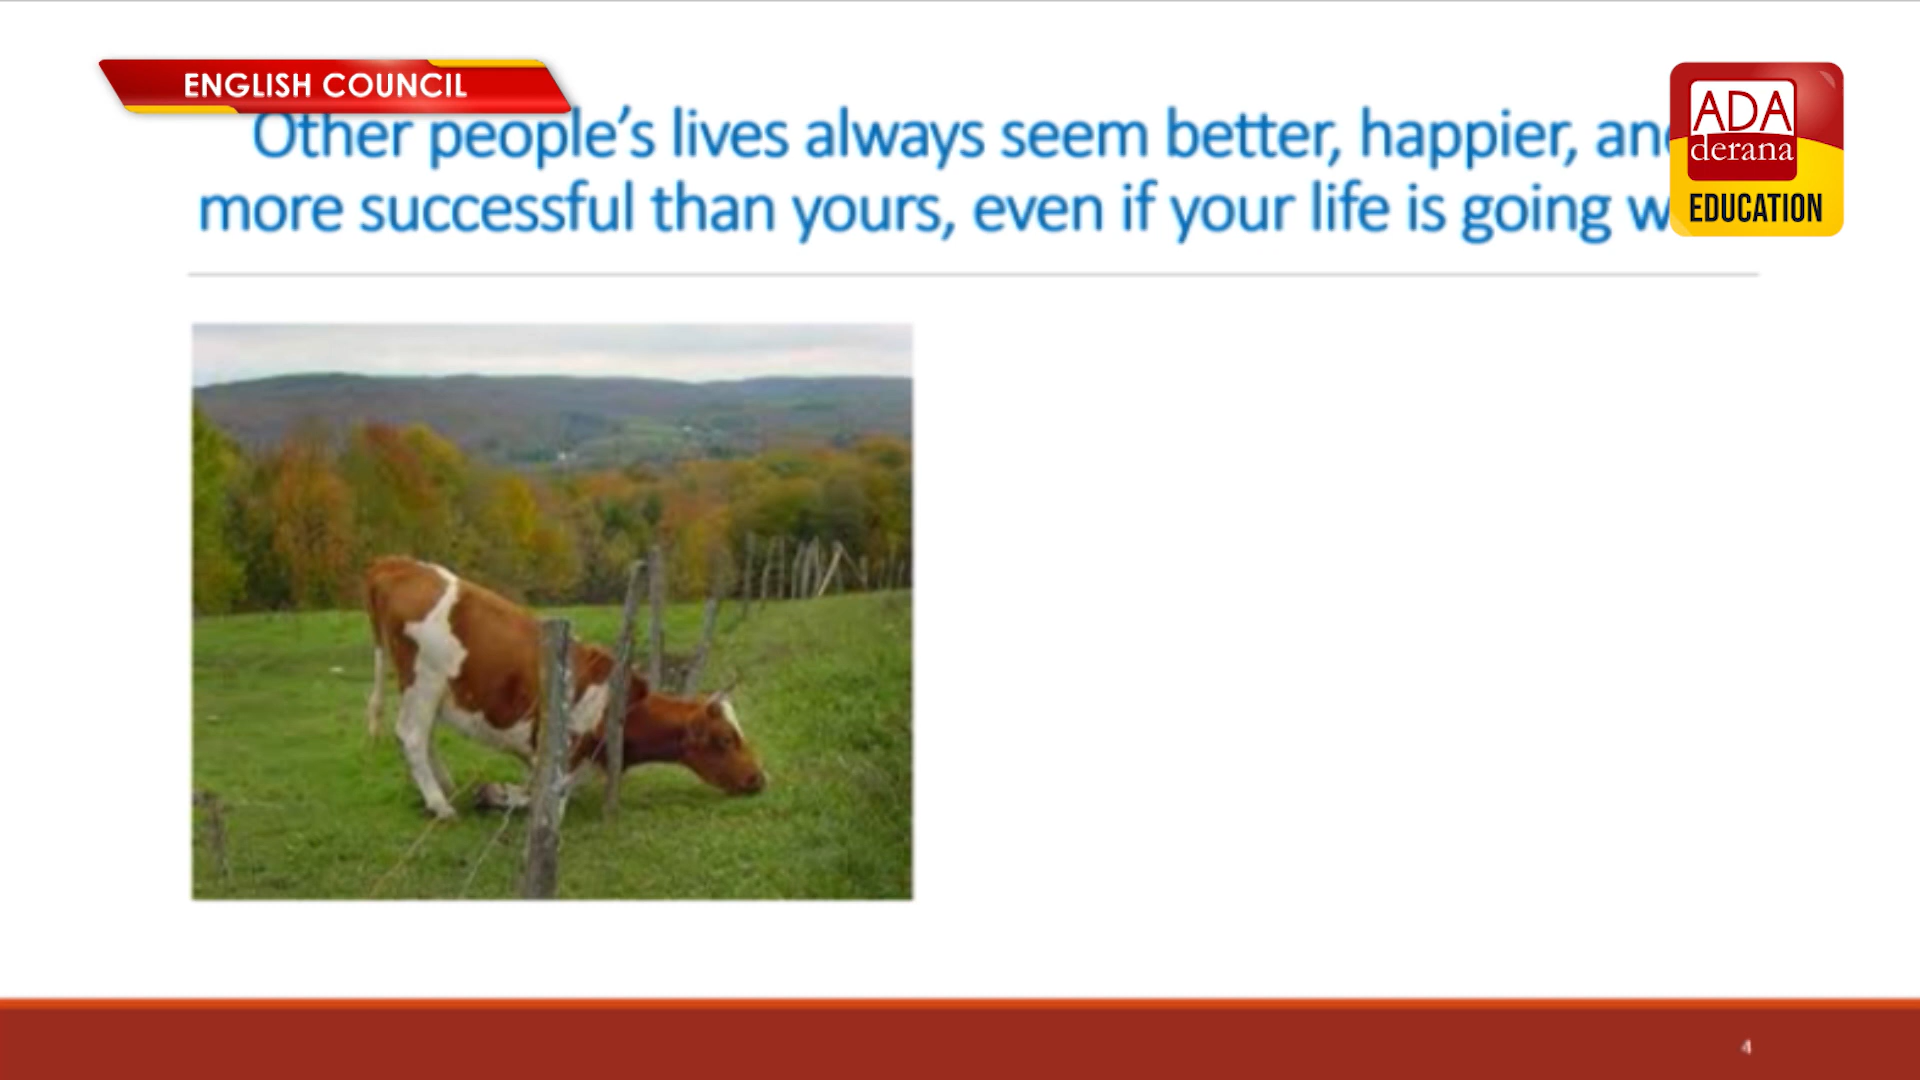 ENGLISH COUNCIL
Other people's lives always seem better, happier, and
more successful than yours, even if your life is going
ADA
derana
EDUCATION
4